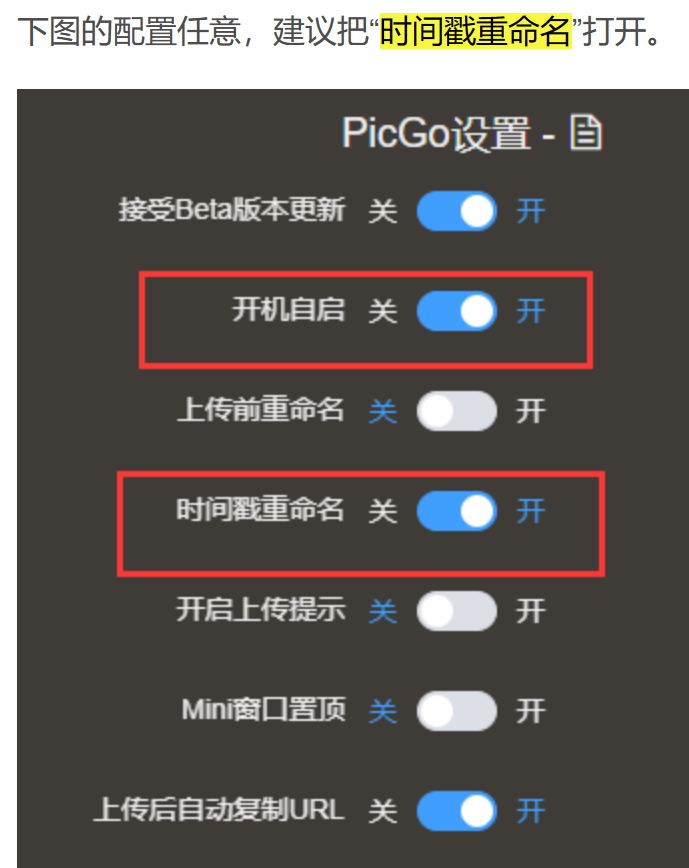 下图的配置任意，建议把“时间戳重命名”打开。
PicGo设置 -
接受Beta版本更新 关 开
开机自启 关 开
上传前重命名 关 开
时间戳重命名 关 开
开启上传提示 关 开
Mini窗口置顶 关 开
上传后自动复制URL 关 开